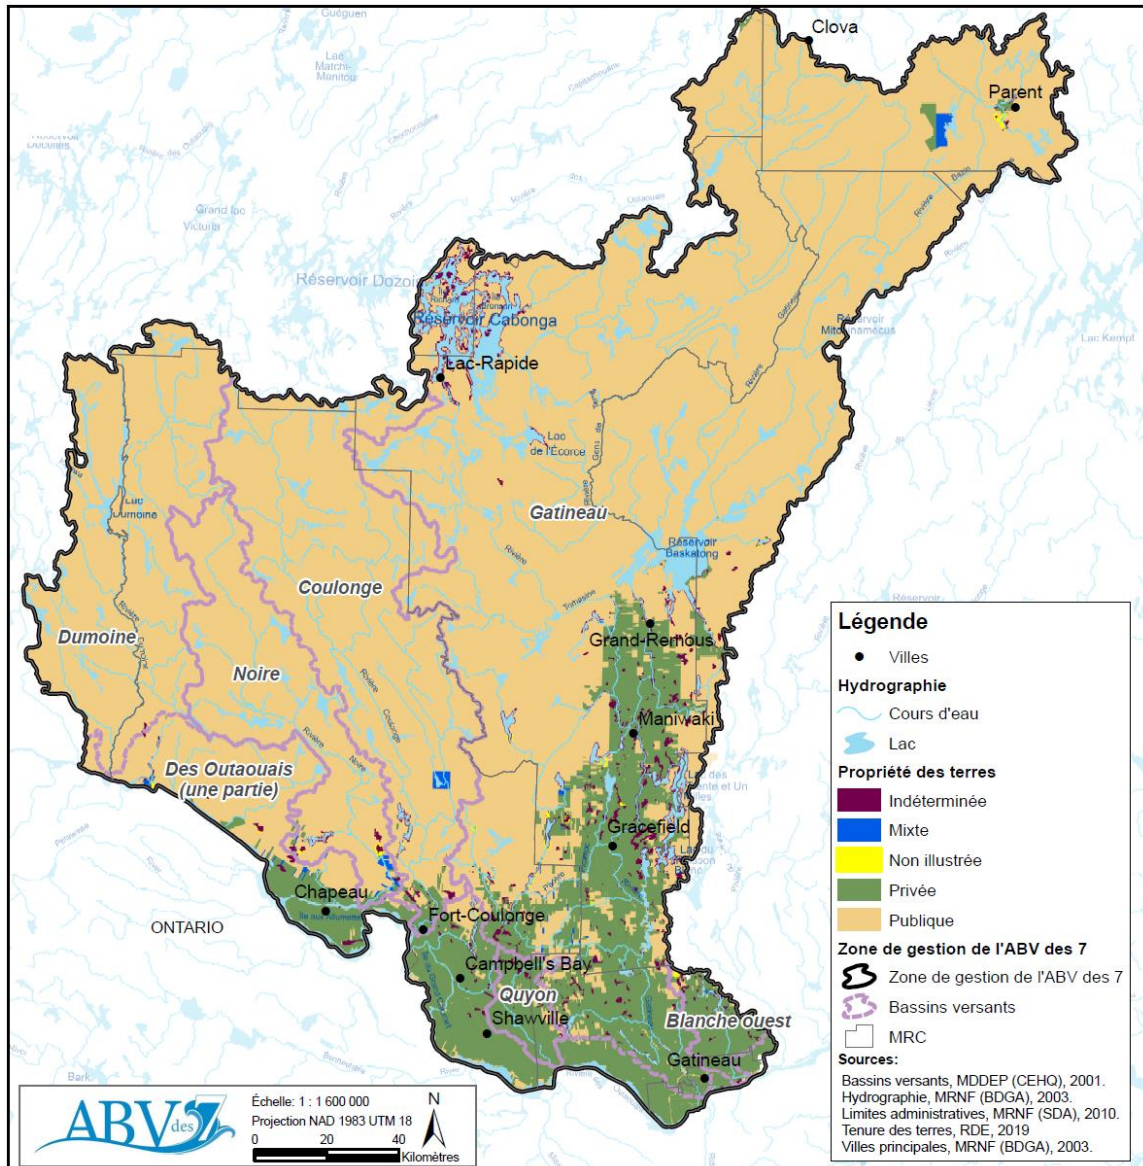 Clova
Parent
Grand lac
Victoria
Réservoir Dozois
Réservoir Cabonga
Lac-Rapide
Réservoir
Lac Kempt
Lac
de l'Écorce
Gatineau
Réservoir
Baskatong
Lac
Dumoine
Coulonge
Dumoine
Noire
Grand-Remous
Maniwaki
Des Outaouais
(une partie)
Gracefield
Chapeau
Île aux Allumettes
ONTARIO
Fort-Coulonge
Campbell's Bay
Quyon
Shawville
Blanche ouest
Gatineau
Légende
Villes
Hydrographie
Cours d'eau
Lac
Propriété des terres
Indéterminée
Mixte
Non illustrée
Privée
Publique
Zone de gestion de l'ABV des 7
Zone de gestion de l'ABV des 7
Bassins versants
MRC
Sources:
Bassins versants, MDDEP (CEHQ), 2001.
Hydrographie, MRNF (BDGA), 2003.
Limites administratives, MRNF (SDA), 2010.
Tenure des terres, RDE, 2019
Villes principales, MRNF (BDGA), 2003.
ABV des 7
Échelle: 1 : 1 600 000
Projection NAD 1983 UTM 18
N
0 20 40
Kilomètres